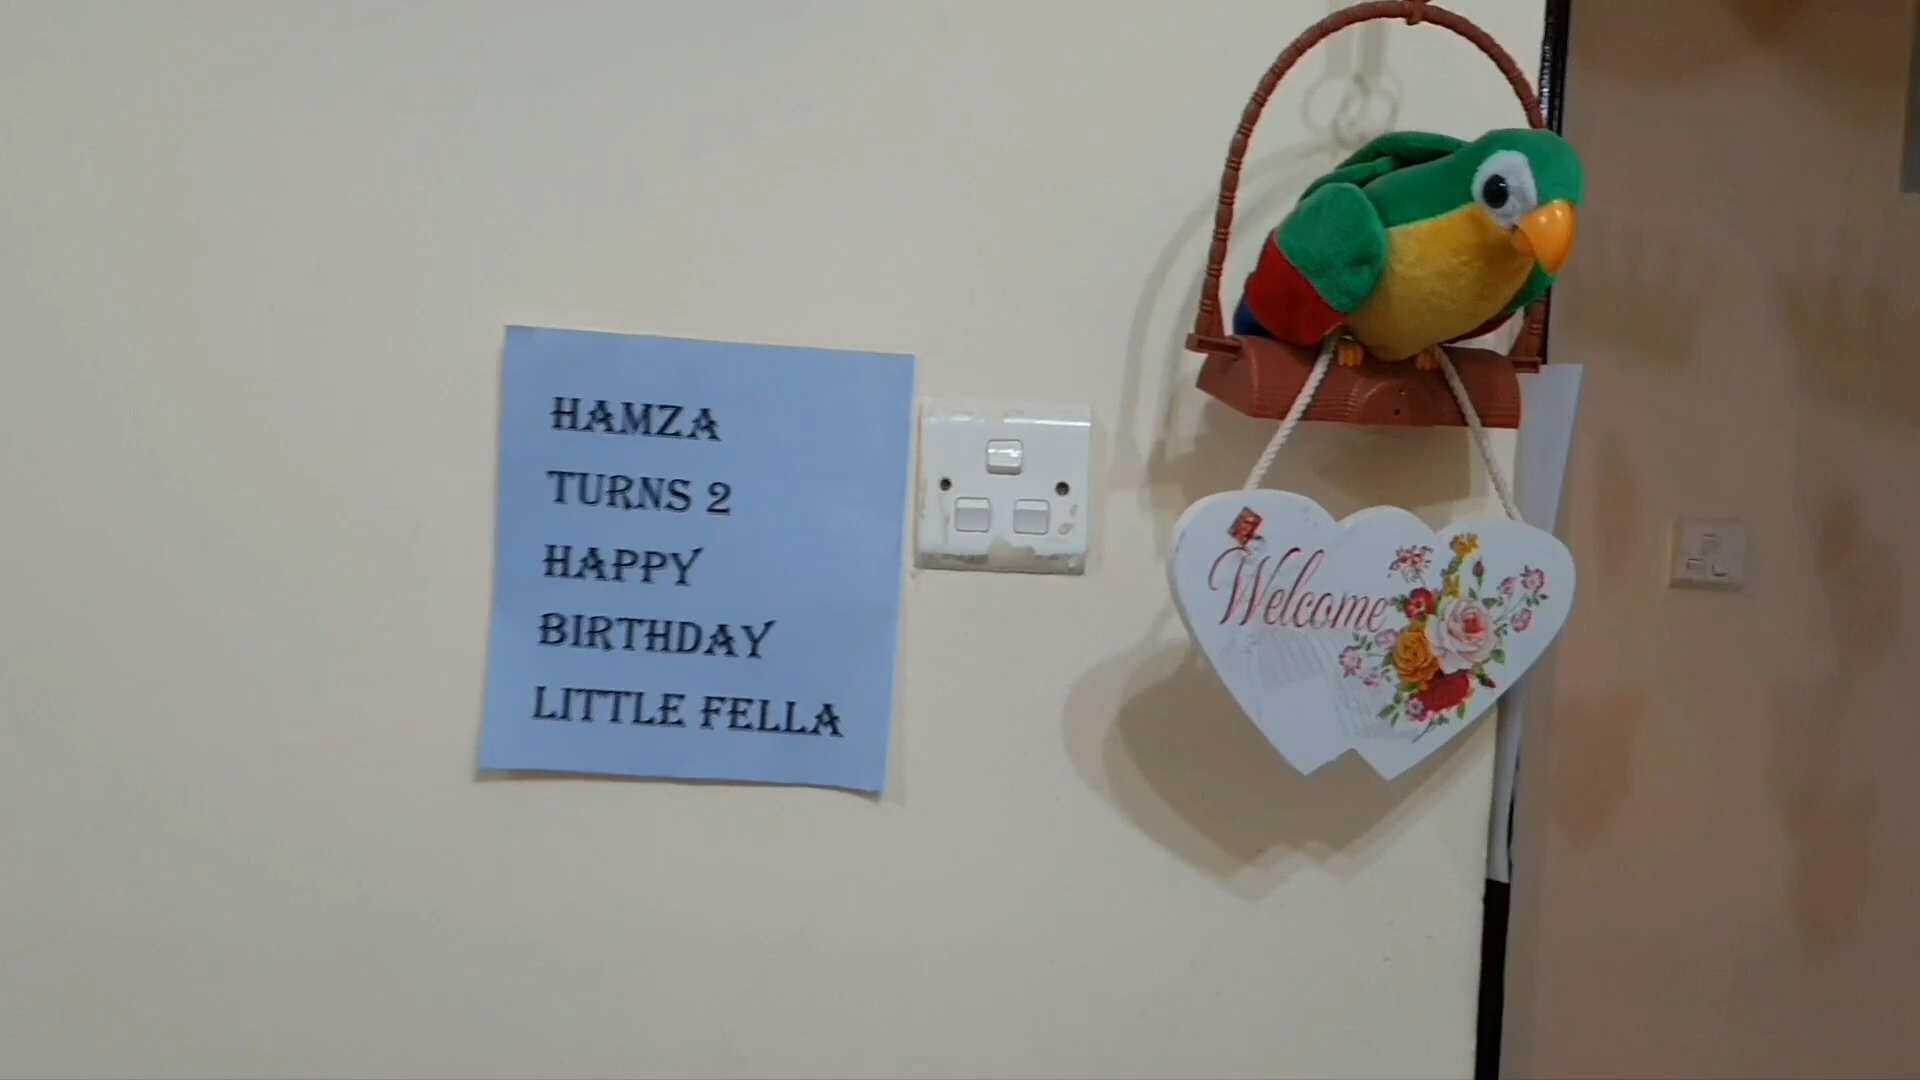 HAMZA
TURNS 2
HAPPY
BIRTHDAY
LITTLE FELLA
Welcome